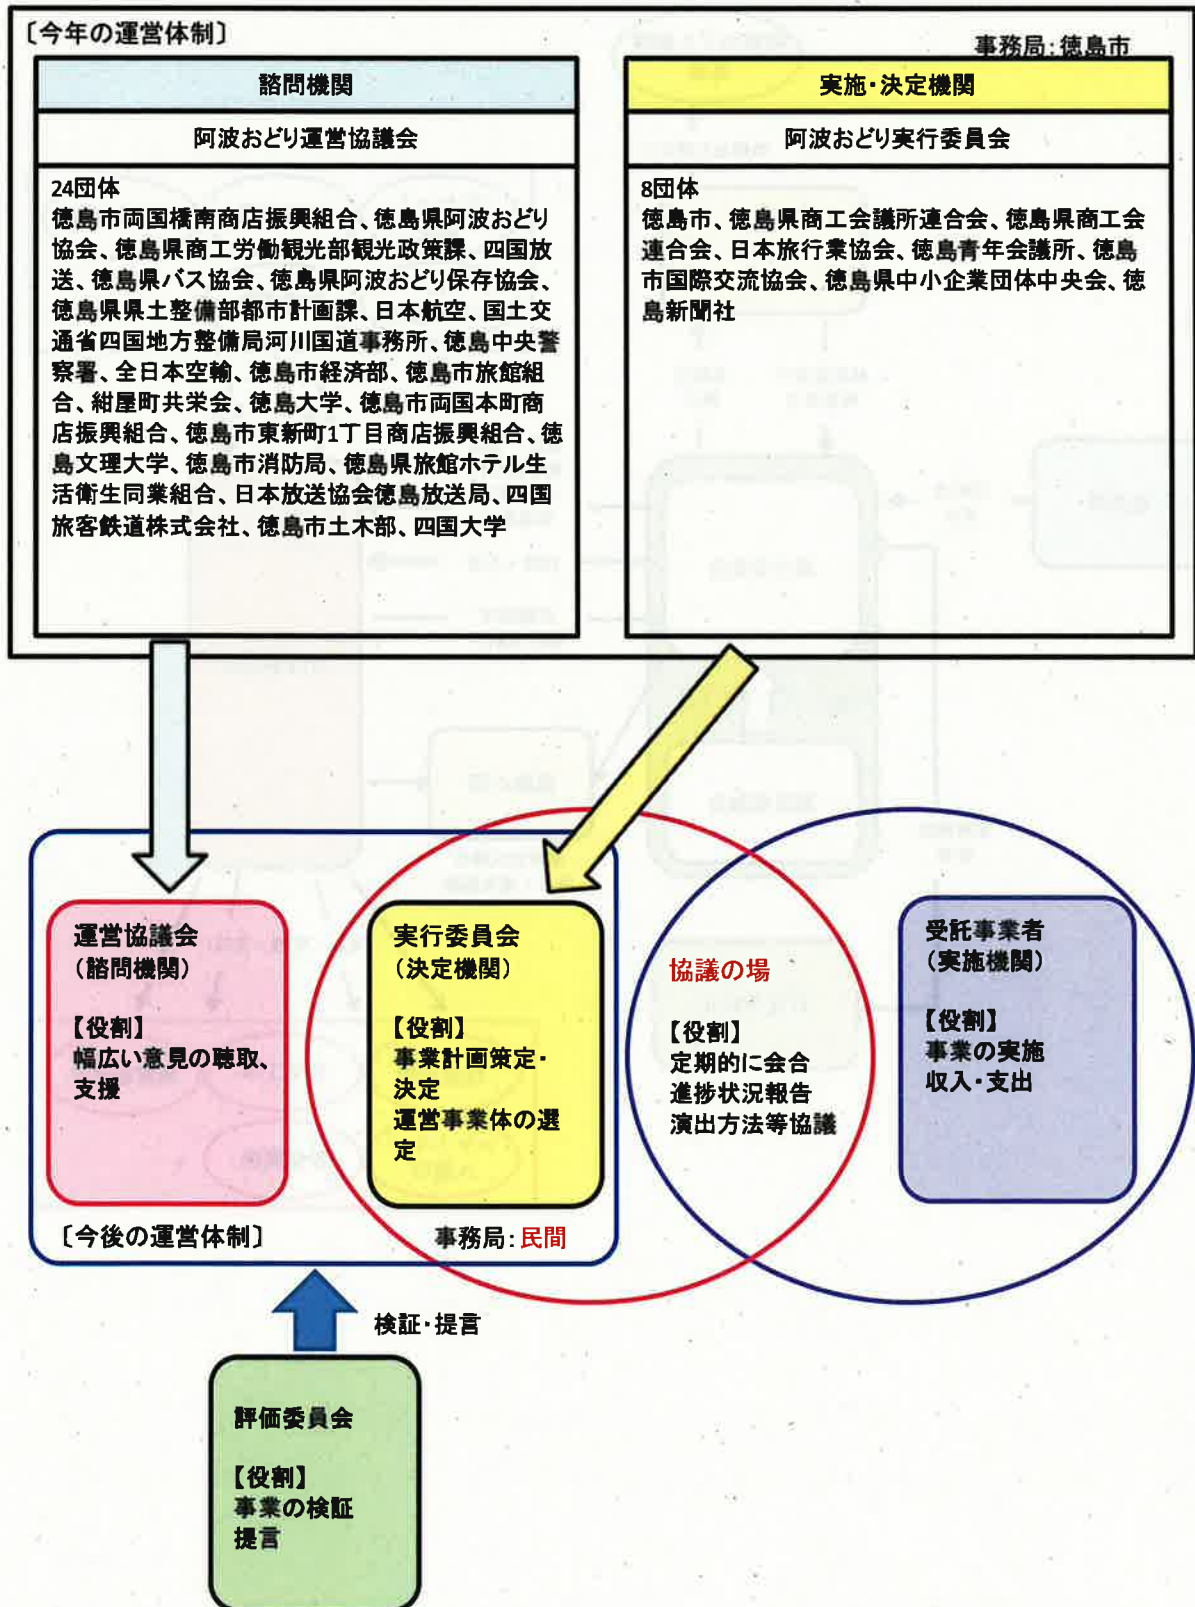 〔今年の運営体制〕
事務局：徳島市
諮問機関
阿波おどり運営協議会
24団体
徳島市両国橋南商店振興組合、徳島県阿波おどり
協会、徳島県商工労働観光部観光政策課、四国放
送、徳島県バス協会、徳島県阿波おどり保存協会、
徳島県県土整備部都市計画課、日本航空、国土交
通省四国地方整備局河川国道事務所、徳島中央警
察署、全日本空輸、徳島市経済部、徳島市旅館組
合、紺屋町共栄会、徳島大学、徳島市両国本町商
店振興組合、徳島市東新町1丁目商店振興組合、徳
島文理大学、徳島市消防局、徳島県旅館ホテル生
活衛生同業組合、日本放送協会徳島放送局、四国
旅客鉄道株式会社、徳島市土木部、四国大学
実施・決定機関
阿波おどり実行委員会
8団体
徳島市、徳島県商工会議所連合会、徳島県商工会
連合会、日本旅行業協会、徳島青年会議所、徳島
市国際交流協会、徳島県中小企業団体中央会、徳
島新聞社
運営協議会
（諮問機関）
【役割】
幅広い意見の聴取、
支援
実行委員会
（決定機関）
【役割】
事業計画策定・
決定
運営事業体の選
定
協議の場
【役割】
定期的に会合
進捗状況報告
演出方法等協議
受託事業者
（実施機関）
【役割】
事業の実施
収入・支出
〔今後の運営体制〕
事務局：民間
検証・提言
評価委員会
【役割】
事業の検証
提言